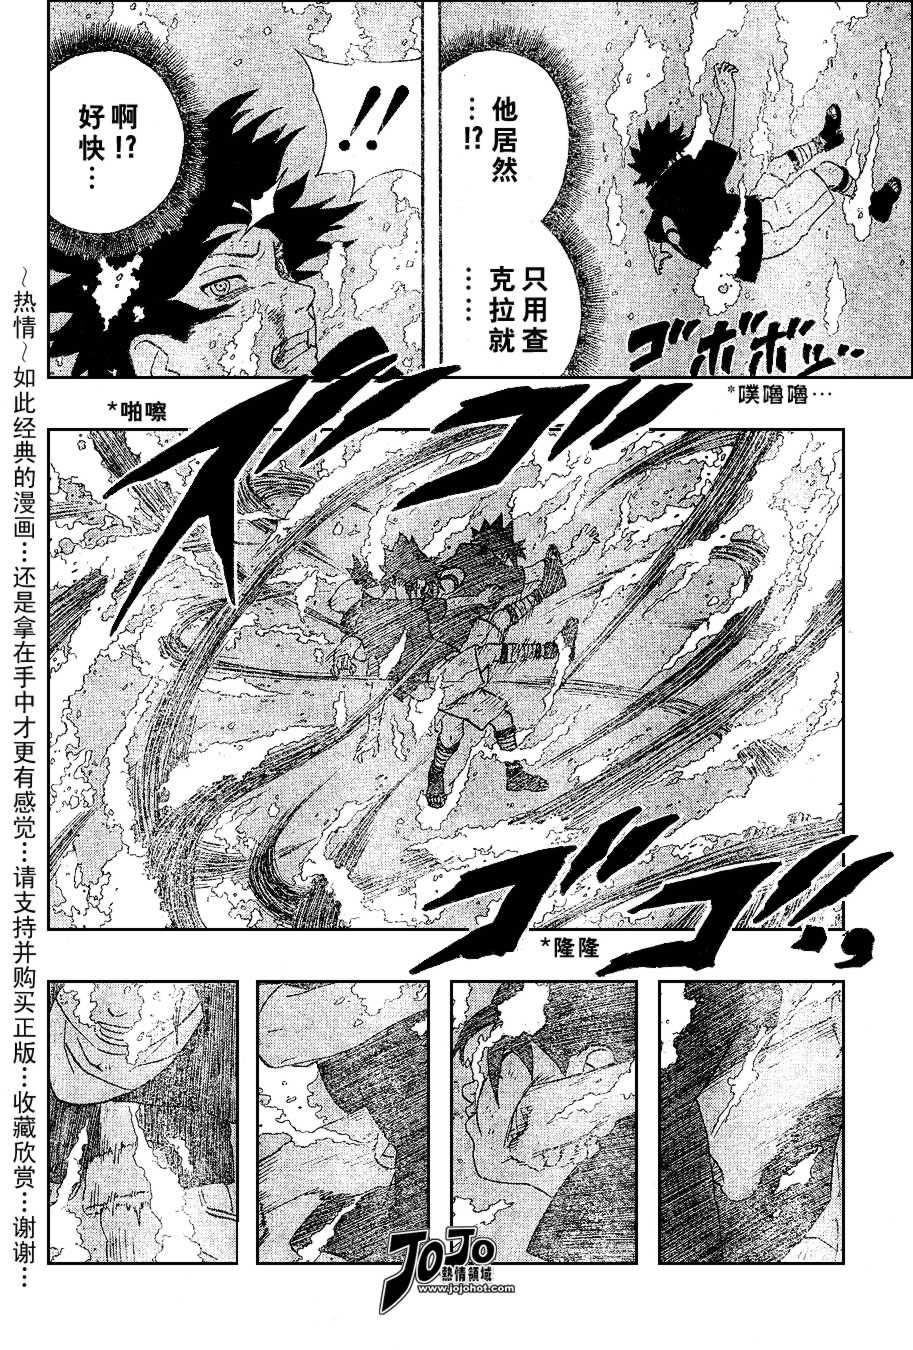 只用查
克拉就
……
他居然
…!?
ゴボボッ…
*噗噜噜…
!!
啊!?
好快…
*啪嚓
ズゴ
ゴゴ…
*隆隆
~热情~如此经典的漫画…还是拿在手中才更有感觉…请支持并购买正版…收藏欣赏…谢谢…
JOJO
熱情領域
www.jojohot.com